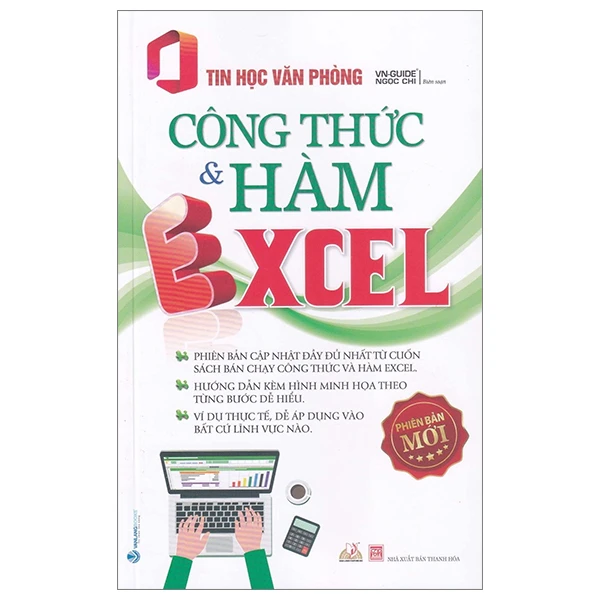 TIN HỌC VĂN PHÒNG
VN-GUIDE
NGỌC CHI
Biên soạn
CÔNG THỨC
& HÀM
EXCEL
PHIÊN BẢN CẬP NHẬT ĐẦY ĐỦ NHẤT TỪ CUỐN
SÁCH BÁN CHẠY CÔNG THỨC VÀ HÀM EXCEL.
HƯỚNG DẪN KÈM HÌNH MINH HỌA THEO
TỪNG BƯỚC DỄ HIỂU.
VÍ DỤ THỰC TẾ, DỄ ÁP DỤNG VÀO
BẤT CỨ LĨNH VỰC NÀO.
PHIÊN BẢN
MỚI
VANLANGBOOKS
NHÀ XUẤT BẢN THANH HÓA